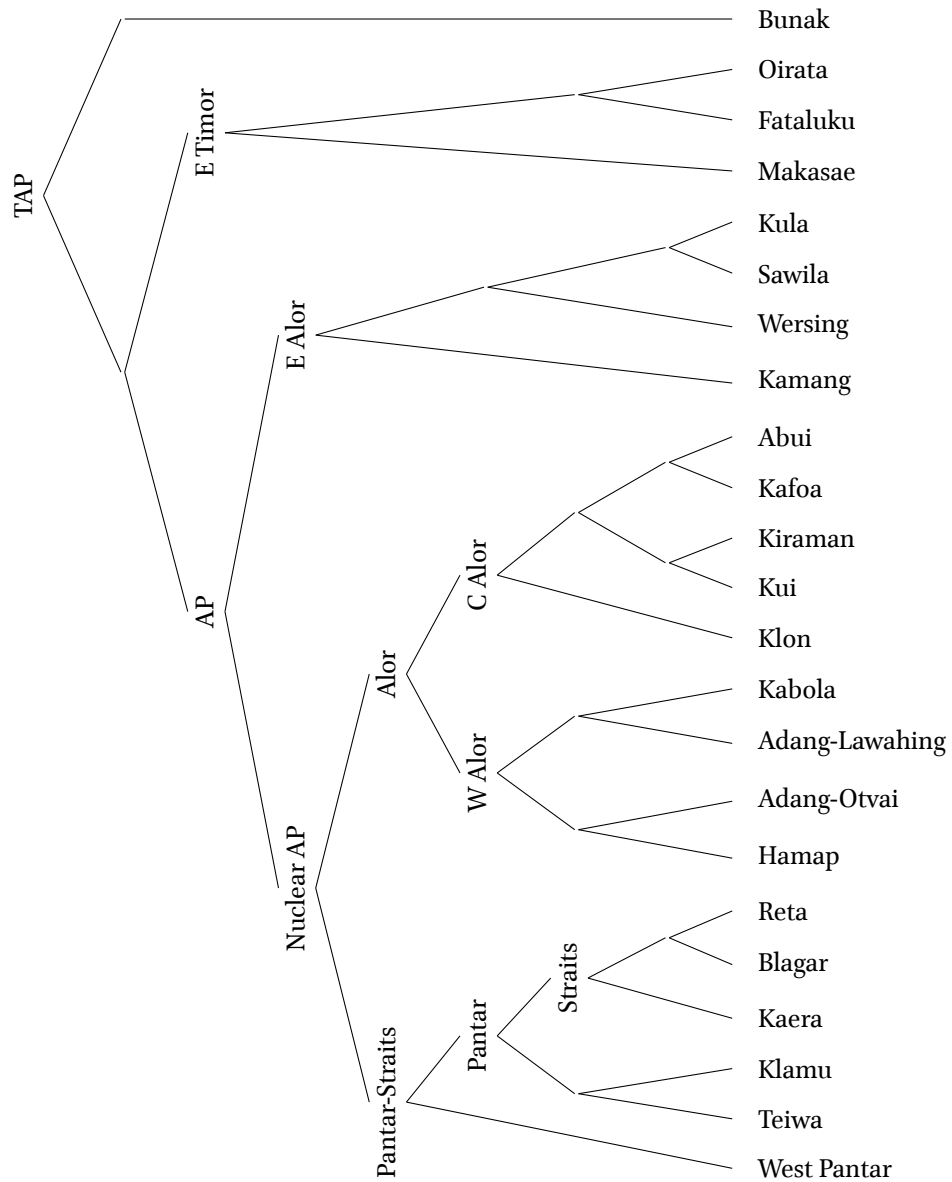 Bunak
Oirata
Fataluku
Makasae
Kula
Sawila
Wersing
Kamang
Abui
Kafoa
Kiraman
Kui
Klon
Kabola
Adang-Lawahing
Adang-Otvai
Hamap
Reta
Blagar
Kaera
Klamu
Teiwa
West Pantar
TAP
E Timor
AP
E Alor
Nuclear AP
Alor
Pantar-Straits
C Alor
W Alor
Pantar
Straits